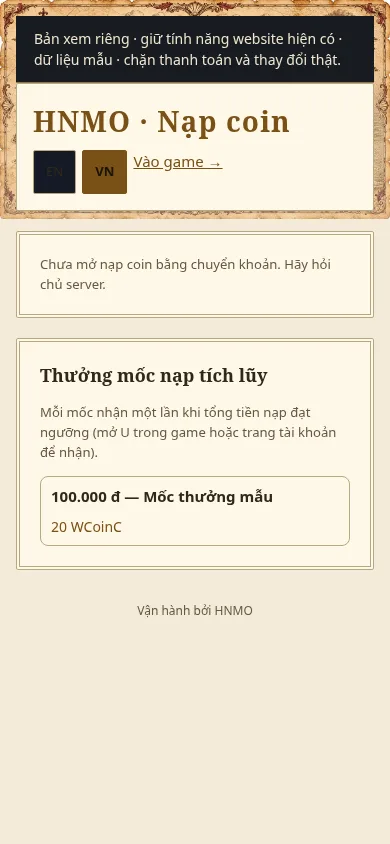 Bản xem riêng · giữ tính năng website hiện có ·
dữ liệu mẫu · chặn thanh toán và thay đổi thật.
HNMO · Nạp coin
EN VN Vào game →
Chưa mở nạp coin bằng chuyển khoản. Hãy hỏi
chủ server.
Thưởng mốc nạp tích lũy
Mỗi mốc nhận một lần khi tổng tiền nạp đạt
ngưỡng (mở U trong game hoặc trang tài khoản
để nhận).
100.000 đ — Mốc thưởng mẫu
20 WCoinC
Vận hành bởi HNMO